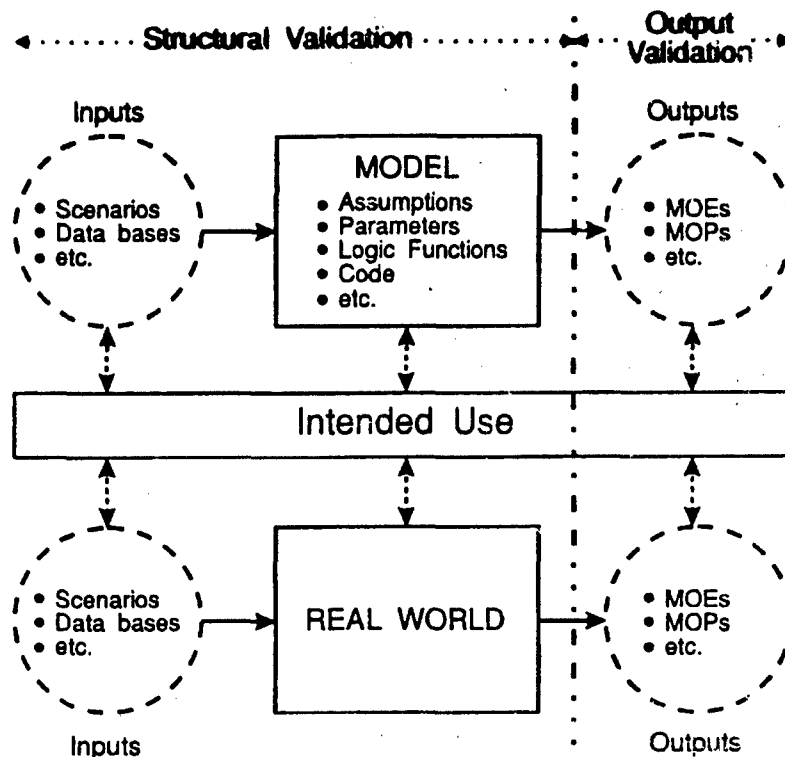 Structural Validation
Output
Validation
Inputs
Outputs
• Scenarios
• Data bases
• etc.
MODEL
• Assumptions
• Parameters
• Logic Functions
• Code
• etc.
• MOEs
• MOPs
• etc.
Intended Use
• Scenarios
• Data bases
• etc.
REAL WORLD
• MOEs
• MOPs
• etc.
Inputs
Outputs